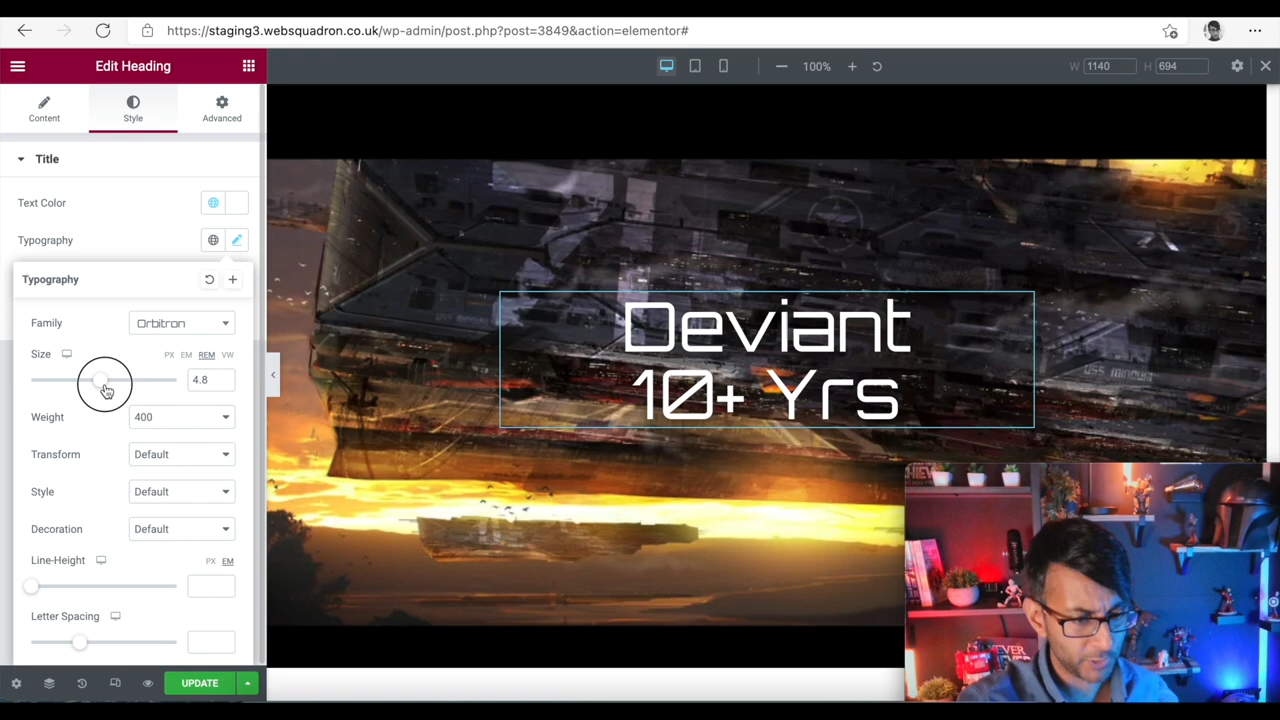 https://staging3.websquadron.co.uk/wp-admin/post.php?post=3849&action=elementor#
Edit Heading
100%
W 1140 H 694
Content
Style
Advanced
Title
Text Color
Typography
Typography
Family Orbitron
Size PX EM REM VW
4.8
Weight 400
Transform Default
Style Default
Decoration Default
Line-Height PX EM
Letter Spacing
UPDATE
Deviant
10+ Yrs